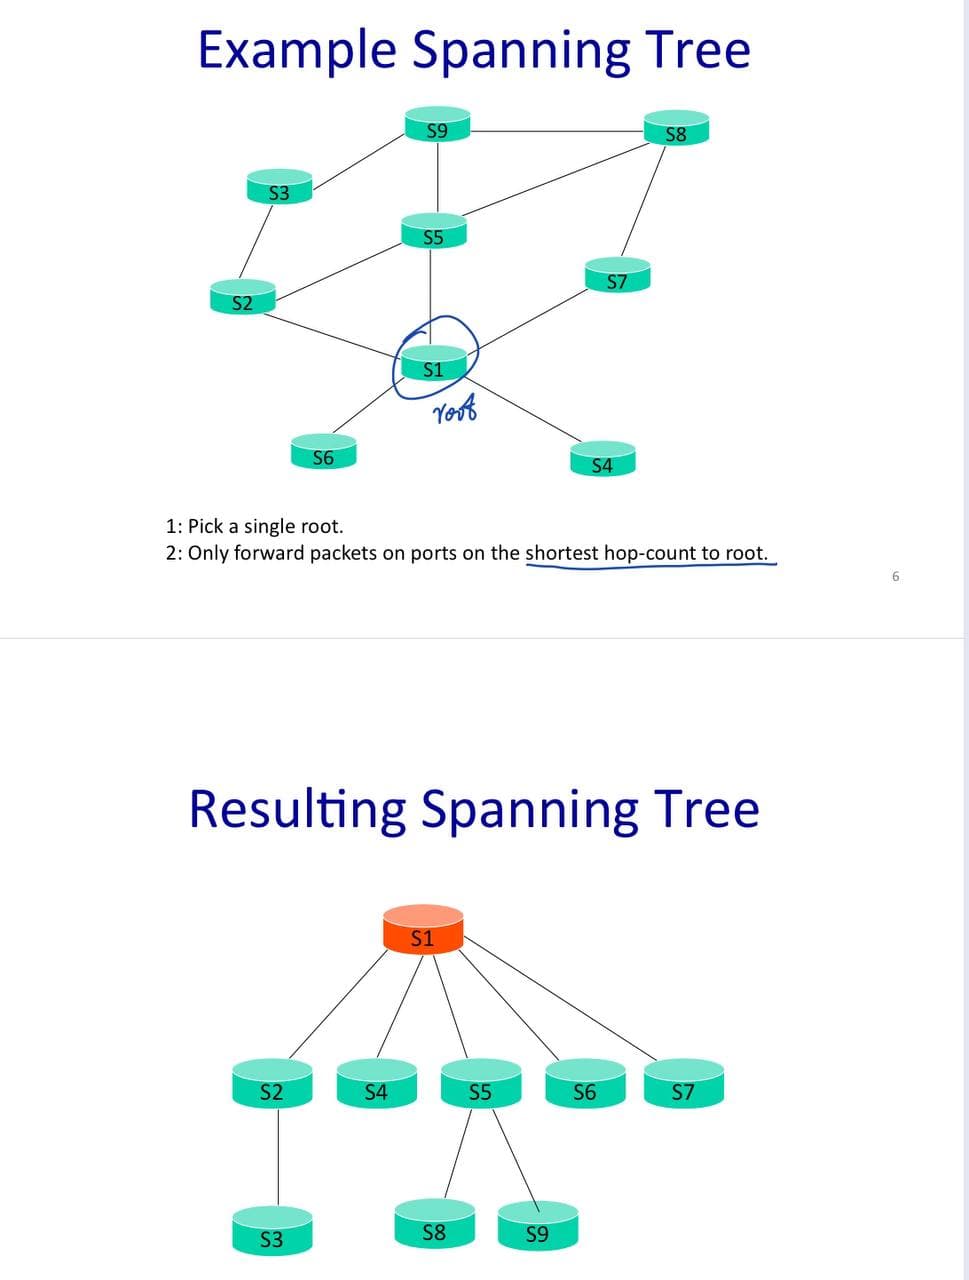 Example Spanning Tree
S9
S8
S3
S5
S7
S2
S1
root
S6
S4
1: Pick a single root.
2: Only forward packets on ports on the shortest hop-count to root.
6
Resulting Spanning Tree
S1
S2 S4 S5 S6 S7
S3 S8 S9